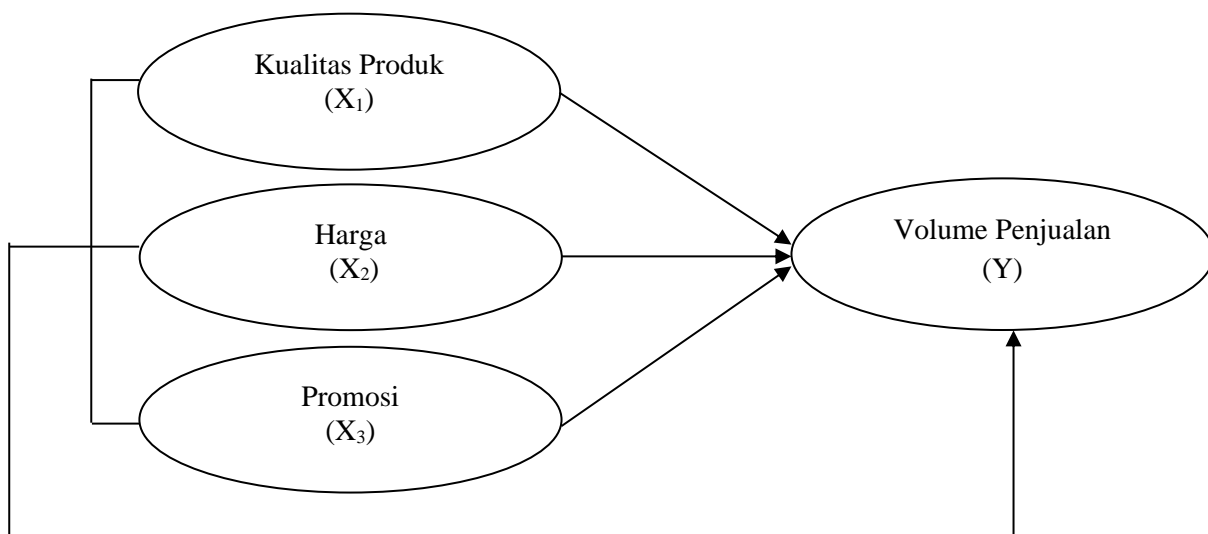 Kualitas Produk
(X₁)
Harga
(X₂)
Promosi
(X₃)
Volume Penjualan
(Y)